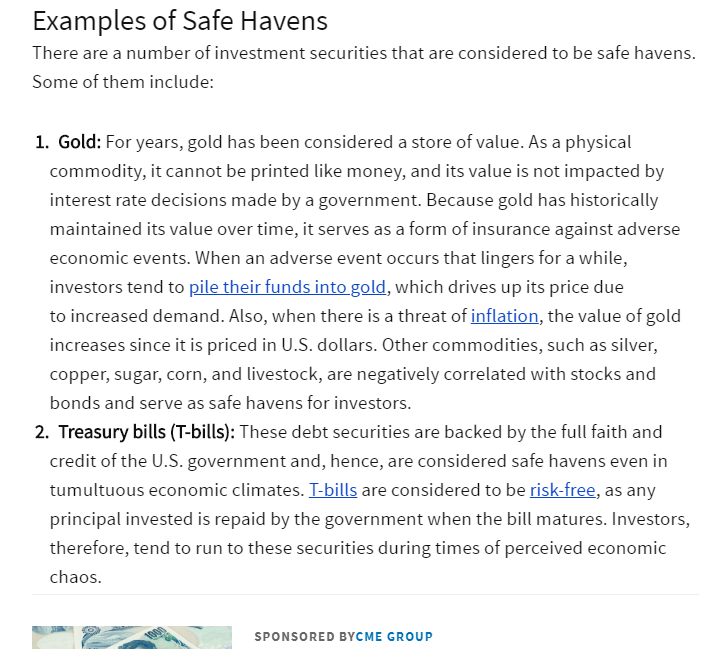 Examples of Safe Havens
There are a number of investment securities that are considered to be safe havens.
Some of them include:
1. Gold: For years, gold has been considered a store of value. As a physical
commodity, it cannot be printed like money, and its value is not impacted by
interest rate decisions made by a government. Because gold has historically
maintained its value over time, it serves as a form of insurance against adverse
economic events. When an adverse event occurs that lingers for a while,
investors tend to pile their funds into gold, which drives up its price due
to increased demand. Also, when there is a threat of inflation, the value of gold
increases since it is priced in U.S. dollars. Other commodities, such as silver,
copper, sugar, corn, and livestock, are negatively correlated with stocks and
bonds and serve as safe havens for investors.
2. Treasury bills (T-bills): These debt securities are backed by the full faith and
credit of the U.S. government and, hence, are considered safe havens even in
tumultuous economic climates. T-bills are considered to be risk-free, as any
principal invested is repaid by the government when the bill matures. Investors,
therefore, tend to run to these securities during times of perceived economic
chaos.
1000
SPONSORED BYCME GROUP